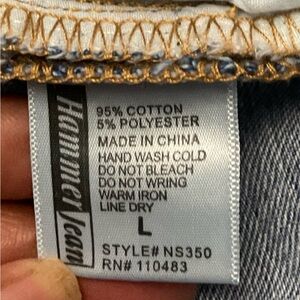 Hammer Jean
95% COTTON
5% POLYESTER
MADE IN CHINA
HAND WASH COLD
DO NOT BLEACH
DO NOT WRING
WARM IRON
LINE DRY
L
STYLE# NS350
RN# 110483